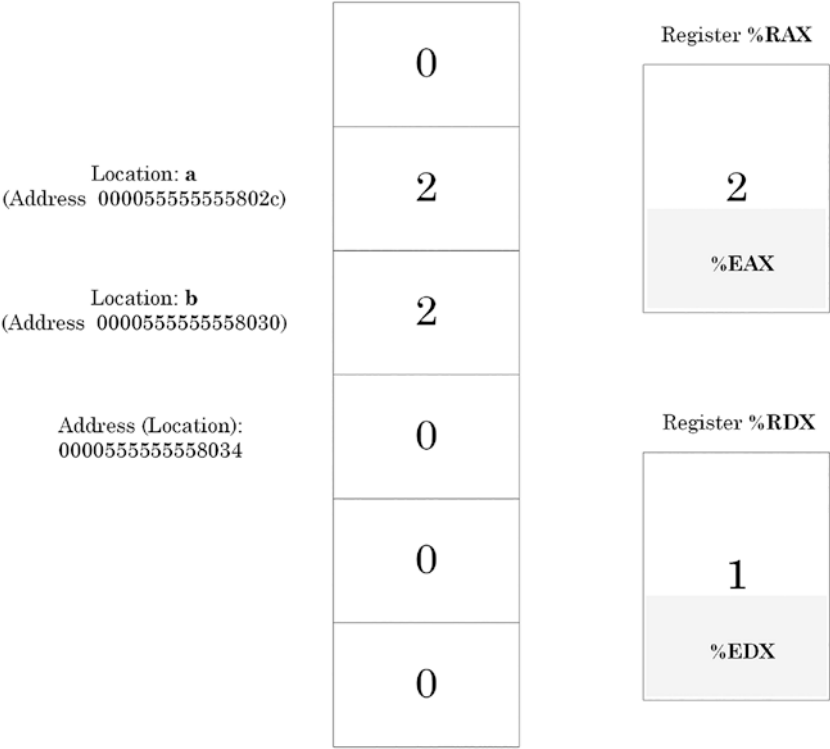 0
Register %RAX
Location: a
(Address 000055555555802c)
2
2
%EAX
Location: b
(Address 0000555555558030)
2
Address (Location):
0000555555558034
0
Register %RDX
0
1
%EDX
0